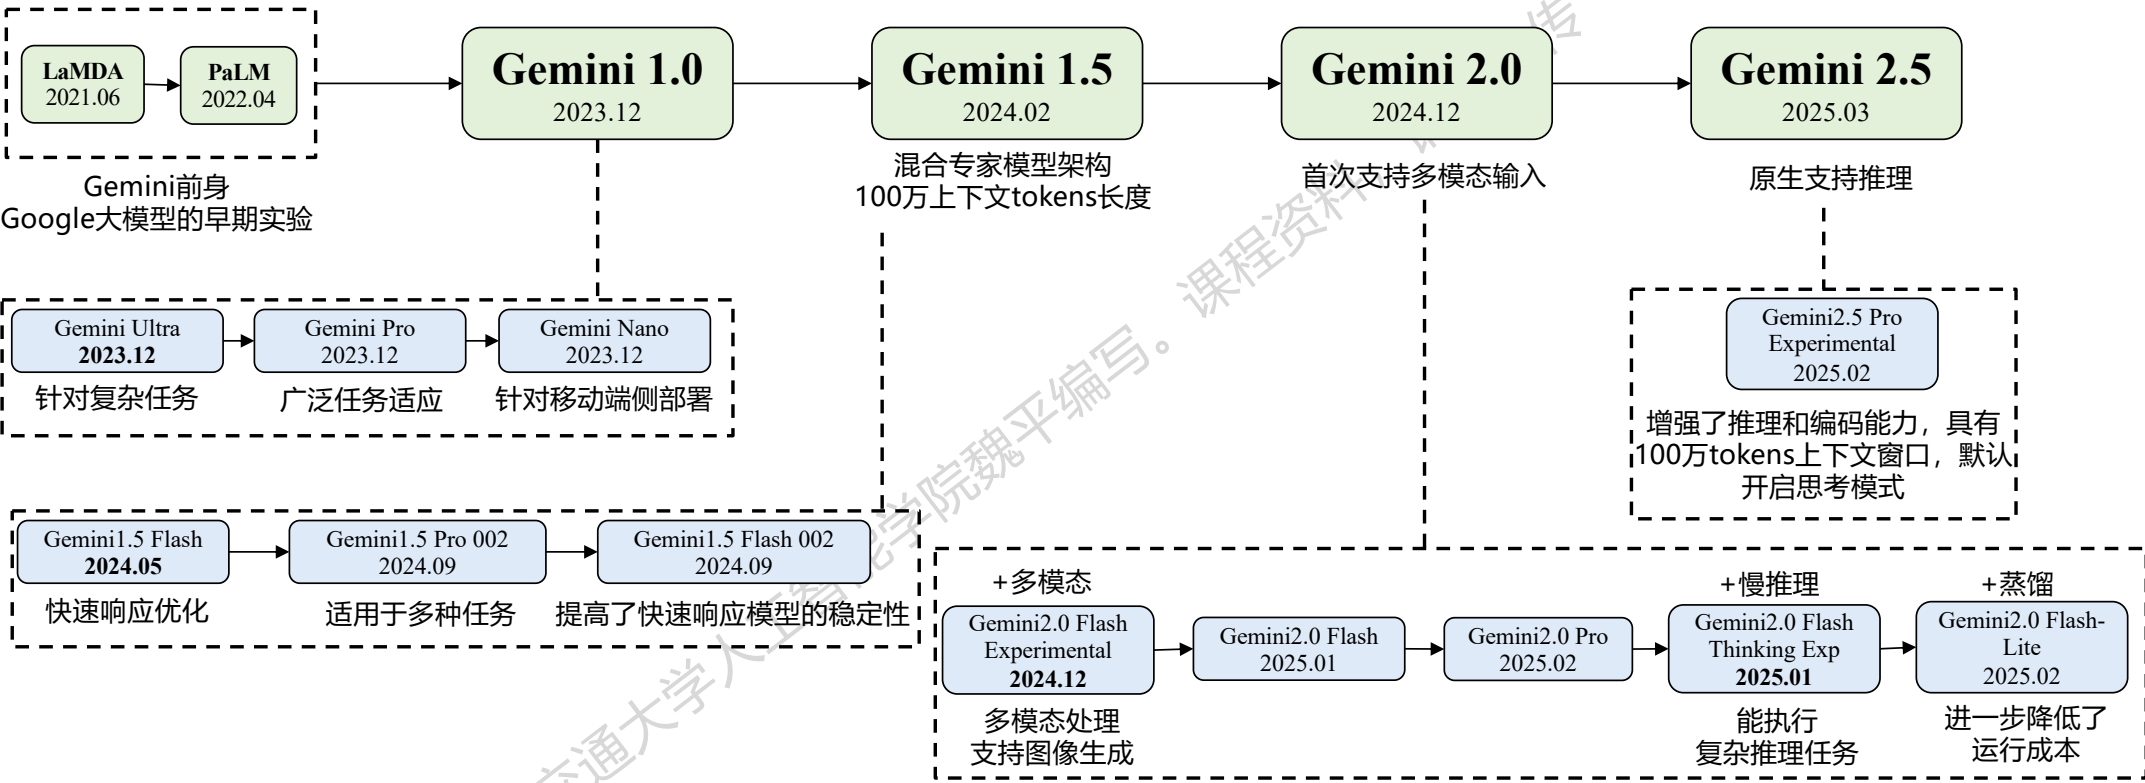 LaMDA
2021.06
PaLM
2022.04
Gemini前身
Google大模型的早期实验
Gemini 1.0
2023.12
Gemini 1.5
2024.02
混合专家模型架构
100万上下文tokens长度
Gemini 2.0
2024.12
首次支持多模态输入
Gemini 2.5
2025.03
原生支持推理
Gemini Ultra
2023.12
针对复杂任务
Gemini Pro
2023.12
广泛任务适应
Gemini Nano
2023.12
针对移动端侧部署
Gemini2.5 Pro
Experimental
2025.02
增强了推理和编码能力，具有
100万tokens上下文窗口，默认
开启思考模式
Gemini1.5 Flash
2024.05
快速响应优化
Gemini1.5 Pro 002
2024.09
适用于多种任务
Gemini1.5 Flash 002
2024.09
提高了快速响应模型的稳定性
+多模态
Gemini2.0 Flash
Experimental
2024.12
多模态处理
支持图像生成
Gemini2.0 Flash
2025.01
Gemini2.0 Pro
2025.02
+慢推理
Gemini2.0 Flash
Thinking Exp
2025.01
能执行
复杂推理任务
+蒸馏
Gemini2.0 Flash-
Lite
2025.02
进一步降低了
运行成本
交通大学人工智能学院魏平编写。课程资料，
传